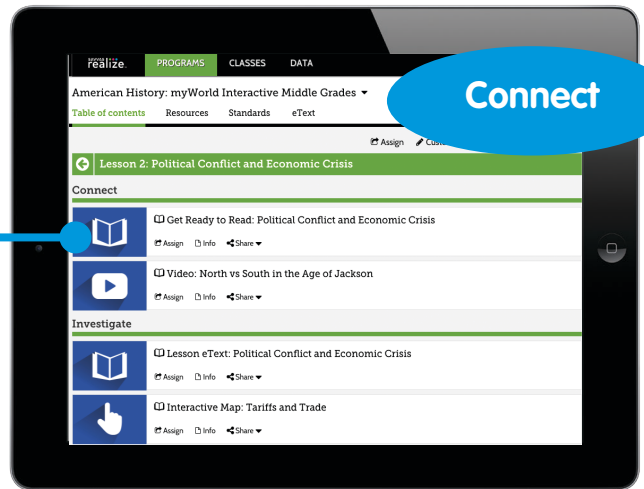 realize.
PROGRAMS CLASSES DATA
American History: myWorld Interactive Middle Grades
Connect
Table of contents Resources Standards eText
Assign
Lesson 2: Political Conflict and Economic Crisis
Connect
Get Ready to Read: Political Conflict and Economic Crisis
Assign Info Share
Video: North vs South in the Age of Jackson
Assign Info Share
Investigate
Lesson eText: Political Conflict and Economic Crisis
Assign Info Share
Interactive Map: Tariffs and Trade
Assign Info Share